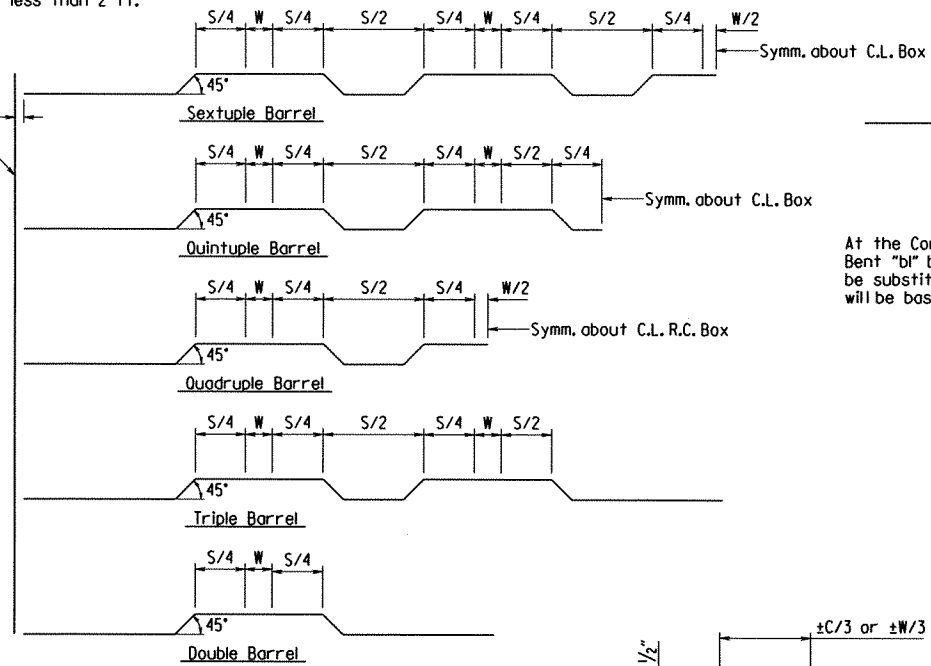 less than 2 ft.
S/4 W S/4 S/2 S/4 W S/4 S/2 S/4 W/2
Symm. about C.L. Box
45°
Sextuple Barrel
S/4 W S/4 S/2 S/4 W S/2 S/4
Symm. about C.L. Box
45°
Quintuple Barrel
At the Co
Bent "bl" b
be substit
will be bas
S/4 W S/4 S/2 S/4 W/2
Symm. about C.L. R.C. Box
45°
Quadruple Barrel
S/4 W S/4 S/2 S/4 W S/2
45°
Triple Barrel
S/4 W S/4
45°
Double Barrel
±C/3 or ±W/3
1/2"